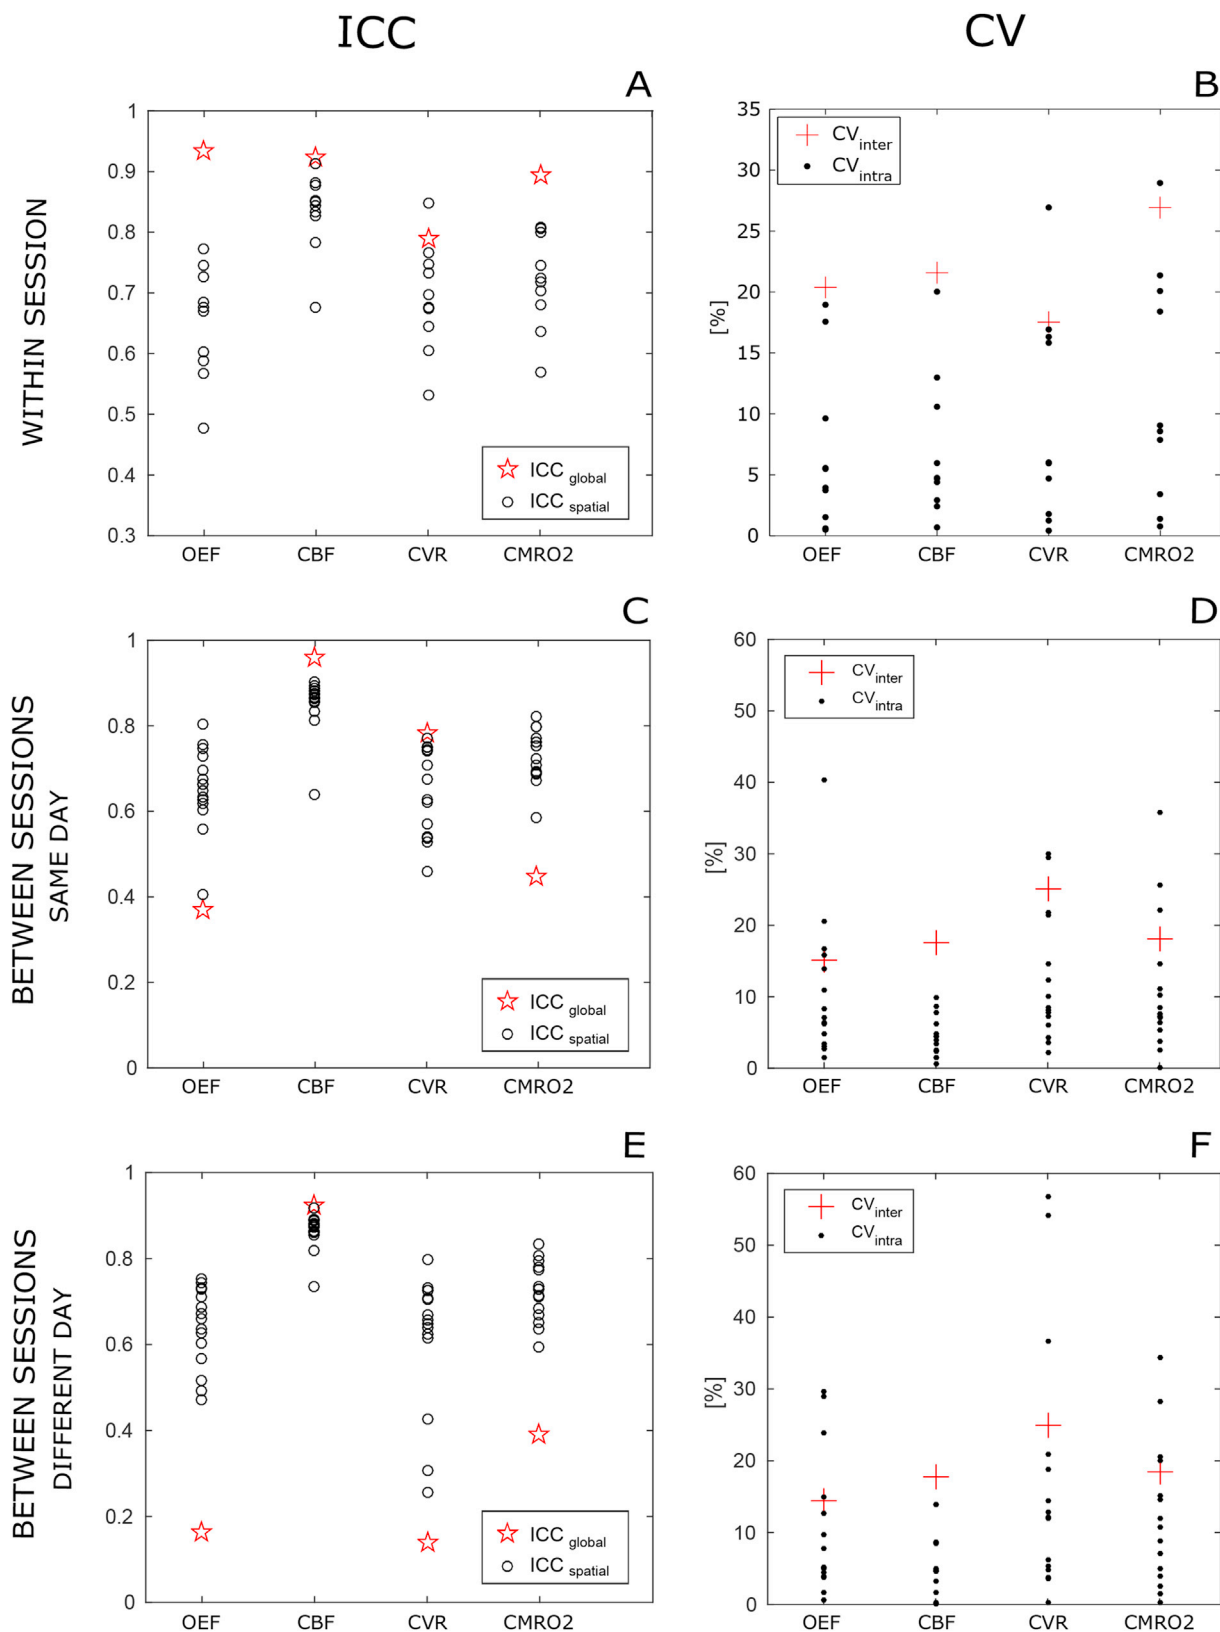 ICC
CV
WITHIN SESSION
A
1
0.9
0.8
0.7
0.6
0.5
0.4
0.3
OEF CBF CVR CMRO2
ICC global
ICC spatial
B
[%]
35
30
25
20
15
10
5
0
OEF CBF CVR CMRO2
CV inter
CV intra
BETWEEN SESSIONS
SAME DAY
C
1
0.8
0.6
0.4
0.2
0
OEF CBF CVR CMRO2
ICC global
ICC spatial
D
[%]
60
50
40
30
20
10
0
OEF CBF CVR CMRO2
CV inter
CV intra
BETWEEN SESSIONS
DIFFERENT DAY
E
1
0.8
0.6
0.4
0.2
0
OEF CBF CVR CMRO2
ICC global
ICC spatial
F
[%]
60
50
40
30
20
10
0
OEF CBF CVR CMRO2
CV inter
CV intra